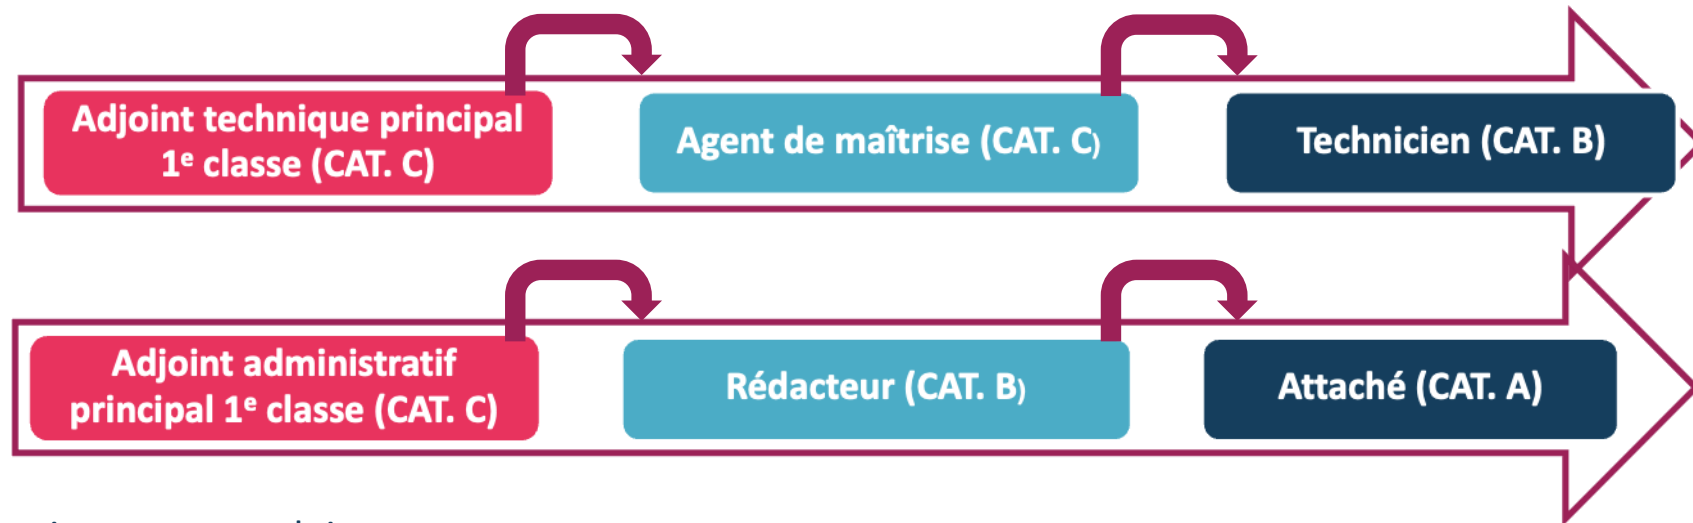 Adjoint technique principal
1e classe (CAT. C)
Agent de maîtrise (CAT. C)
Technicien (CAT. B)
Adjoint administratif
principal 1e classe (CAT. C)
Rédacteur (CAT. B)
Attaché (CAT. A)